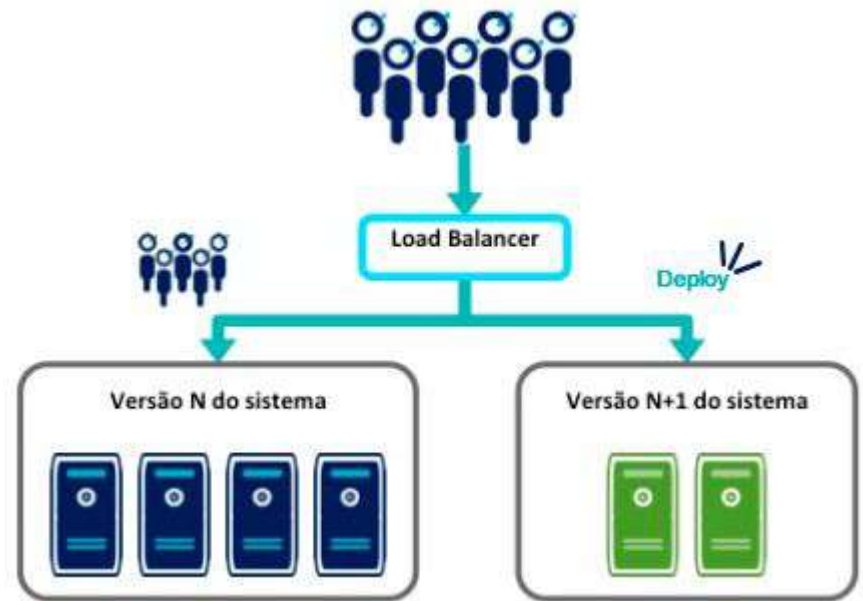 Load Balancer
Deploy
Versão N do sistema
Versão N+1 do sistema